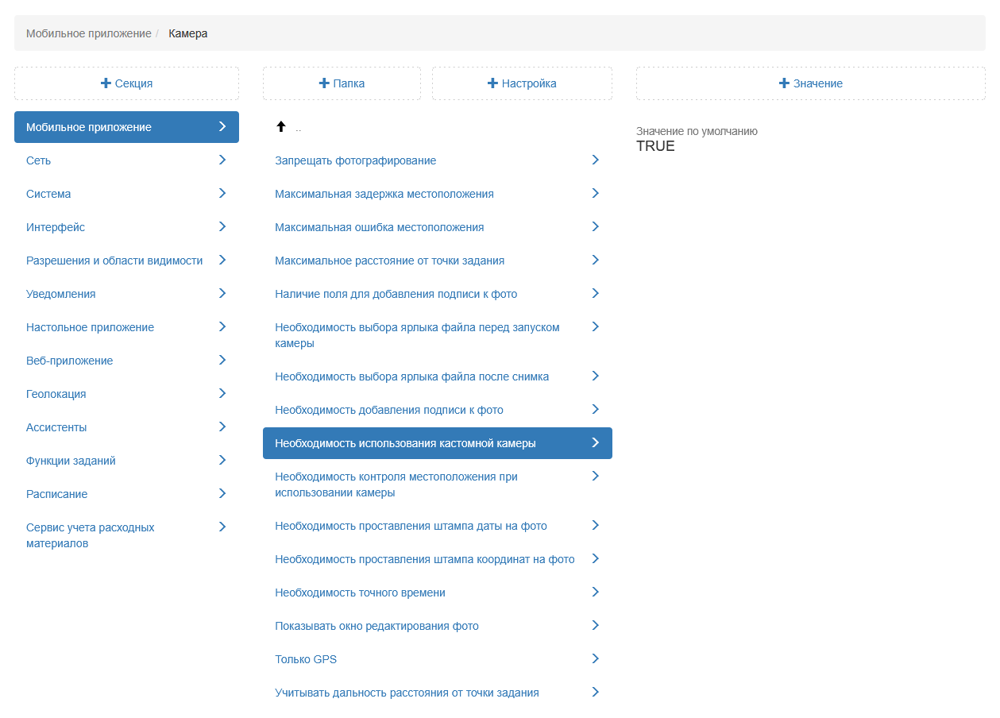 Мобильное приложение / Камера
Секция
Папка
Настройка
Значение
Мобильное приложение
Сеть
Система
Интерфейс
Разрешения и области видимости
Уведомления
Настольное приложение
Веб-приложение
Геолокация
Ассистенты
Функции заданий
Расписание
Сервис учета расходных
материалов
..
Запрещать фотографирование
Максимальная задержка местоположения
Максимальная ошибка местоположения
Максимальное расстояние от точки задания
Наличие поля для добавления подписи к фото
Необходимость выбора ярлыка файла перед запуском
камеры
Необходимость выбора ярлыка файла после снимка
Необходимость добавления подписи к фото
Необходимость использования кастомной камеры
Необходимость контроля местоположения при
использовании камеры
Необходимость проставления штампа даты на фото
Необходимость проставления штампа координат на фото
Необходимость точного времени
Показывать окно редактирования фото
Только GPS
Учитывать дальность расстояния от точки задания
Значение по умолчанию
TRUE